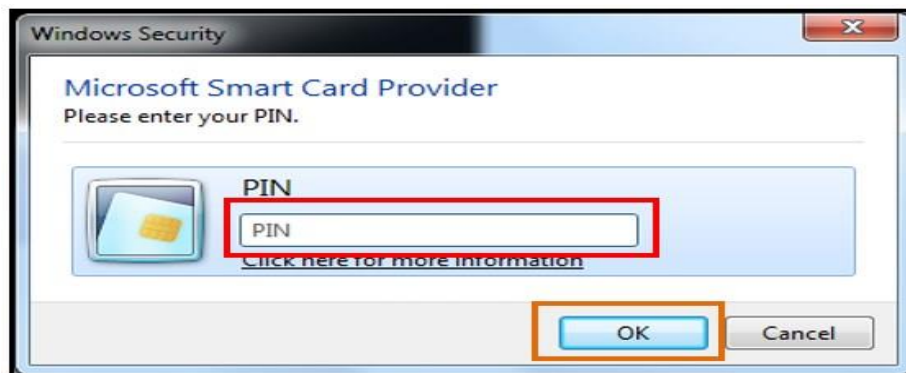 Windows Security
Microsoft Smart Card Provider
Please enter your PIN.
PIN
PIN
Click here for more information
OK Cancel